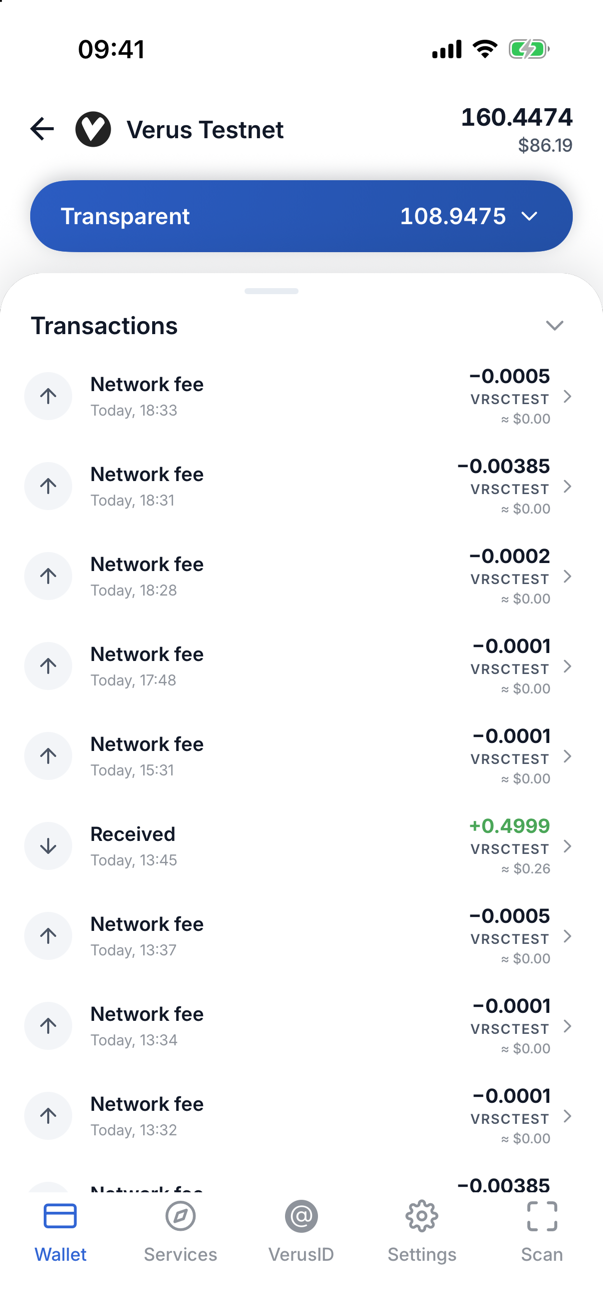 09:41
Verus Testnet
160.4474
$86.19
Transparent
108.9475
Transactions
Network fee
−0.0005
Today, 18:33
VRSCTEST
≈ $0.00
Network fee
−0.00385
Today, 18:31
VRSCTEST
≈ $0.00
Network fee
−0.0002
Today, 18:28
VRSCTEST
≈ $0.00
Network fee
−0.0001
Today, 17:48
VRSCTEST
≈ $0.00
Network fee
−0.0001
Today, 15:31
VRSCTEST
≈ $0.00
Received
+0.4999
Today, 13:45
VRSCTEST
≈ $0.26
Network fee
−0.0005
Today, 13:37
VRSCTEST
≈ $0.00
Network fee
−0.0001
Today, 13:34
VRSCTEST
≈ $0.00
Network fee
−0.0001
Today, 13:32
VRSCTEST
≈ $0.00
Network fee
−0.00385
Wallet
Services
@
VerusID
Settings
Scan